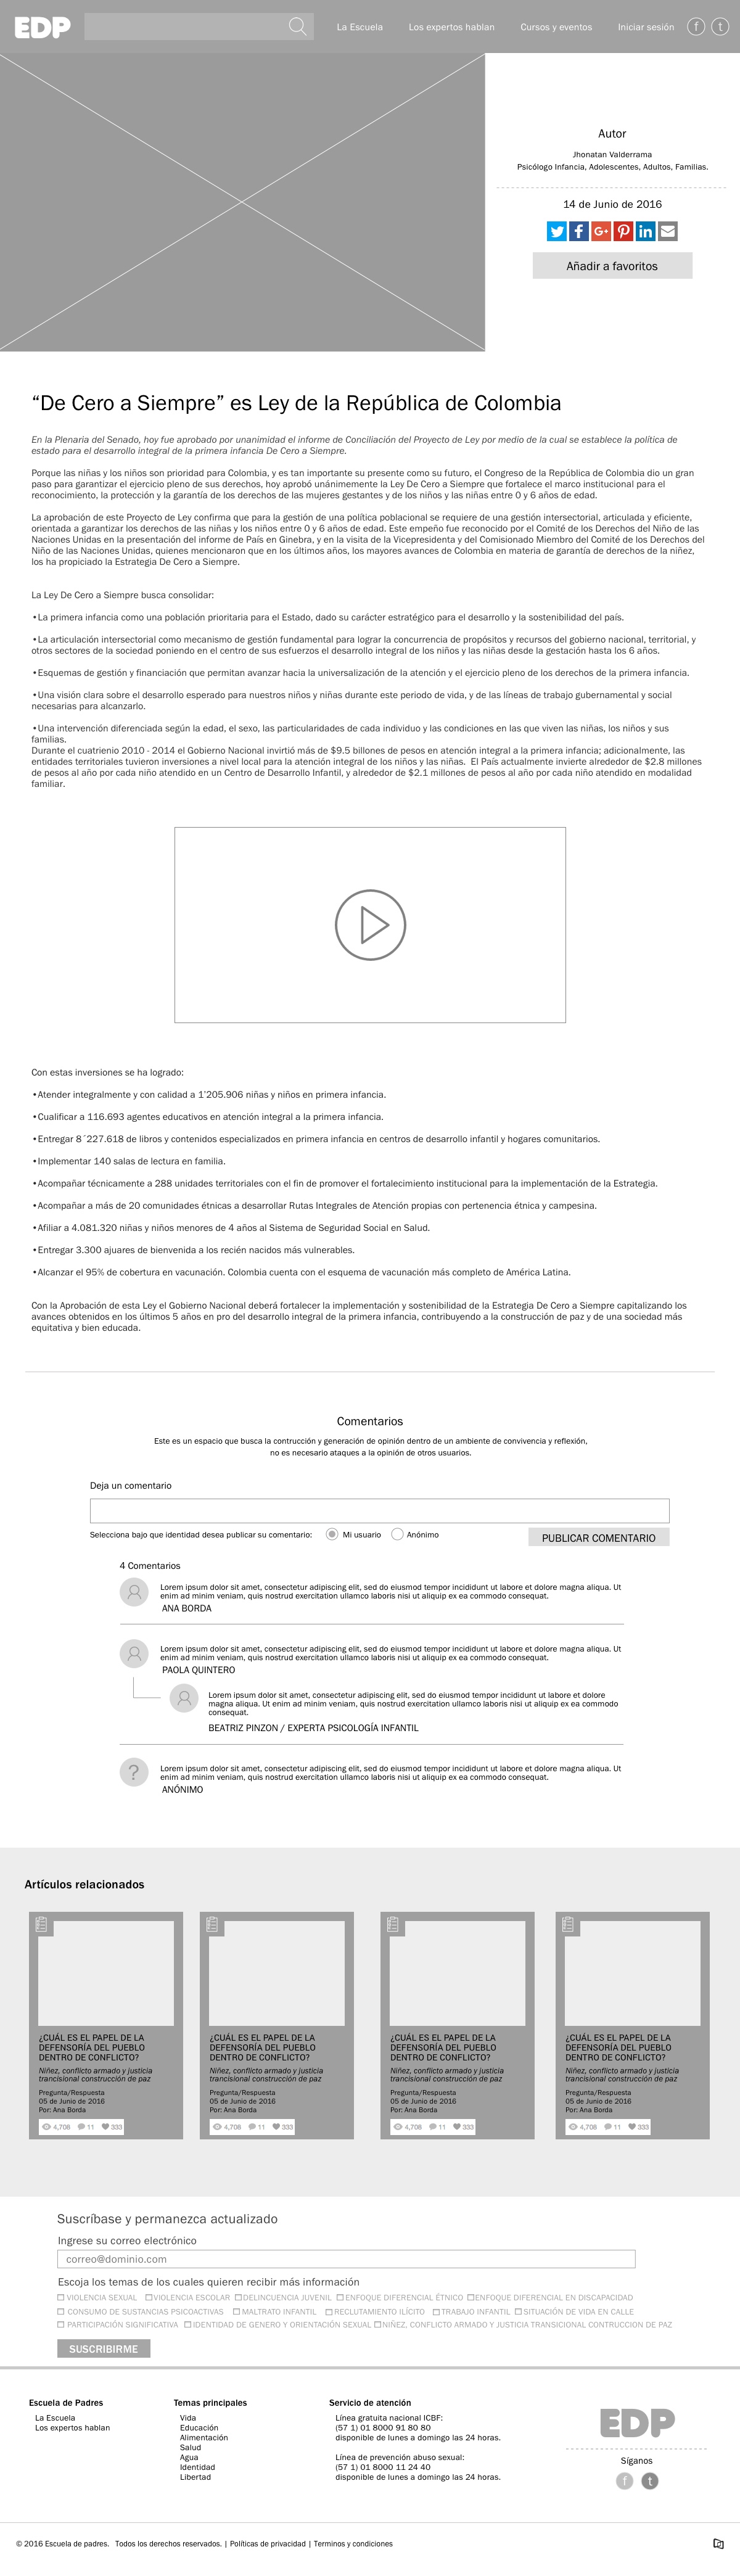 EDP
La Escuela
Los expertos hablan
Cursos y eventos
Iniciar sesión
f
t
Autor
Jhonatan Valderrama
Psicólogo Infancia, Adolescentes, Adultos, Familias.
14 de Junio de 2016
Añadir a favoritos
“De Cero a Siempre” es Ley de la República de Colombia
En la Plenaria del Senado, hoy fue aprobado por unanimidad el informe de Conciliación del Proyecto de Ley por medio de la cual se establece la política de
estado para el desarrollo integral de la primera infancia De Cero a Siempre.
Porque las niñas y los niños son prioridad para Colombia, y es tan importante su presente como su futuro, el Congreso de la República de Colombia dio un gran
paso para garantizar el ejercicio pleno de sus derechos, hoy aprobó unánimemente la Ley De Cero a Siempre que fortalece el marco institucional para el
reconocimiento, la protección y la garantía de los derechos de las mujeres gestantes y de los niños y las niñas entre 0 y 6 años de edad.
La aprobación de este Proyecto de Ley confirma que para la gestión de una política poblacional se requiere de una gestión intersectorial, articulada y eficiente,
orientada a garantizar los derechos de las niñas y los niños entre 0 y 6 años de edad. Este empeño fue reconocido por el Comité de los Derechos del Niño de las
Naciones Unidas en la presentación del informe de País en Ginebra, y en la visita de la Vicepresidenta y del Comisionado Miembro del Comité de los Derechos del
Niño de las Naciones Unidas, quienes mencionaron que en los últimos años, los mayores avances de Colombia en materia de garantía de derechos de la niñez,
los ha propiciado la Estrategia De Cero a Siempre.
La Ley De Cero a Siempre busca consolidar:
•La primera infancia como una población prioritaria para el Estado, dado su carácter estratégico para el desarrollo y la sostenibilidad del país.
•La articulación intersectorial como mecanismo de gestión fundamental para lograr la concurrencia de propósitos y recursos del gobierno nacional, territorial, y
otros sectores de la sociedad poniendo en el centro de sus esfuerzos el desarrollo integral de los niños y las niñas desde la gestación hasta los 6 años.
•Esquemas de gestión y financiación que permitan avanzar hacia la universalización de la atención y el ejercicio pleno de los derechos de la primera infancia.
•Una visión clara sobre el desarrollo esperado para nuestros niños y niñas durante este periodo de vida, y de las líneas de trabajo gubernamental y social
necesarias para alcanzarlo.
•Una intervención diferenciada según la edad, el sexo, las particularidades de cada individuo y las condiciones en las que viven las niñas, los niños y sus
familias.
Durante el cuatrienio 2010 - 2014 el Gobierno Nacional invirtió más de $9.5 billones de pesos en atención integral a la primera infancia; adicionalmente, las
entidades territoriales tuvieron inversiones a nivel local para la atención integral de los niños y las niñas. El País actualmente invierte alrededor de $2.8 millones
de pesos al año por cada niño atendido en un Centro de Desarrollo Infantil, y alrededor de $2.1 millones de pesos al año por cada niño atendido en modalidad
familiar.
Con estas inversiones se ha logrado:
•Atender integralmente y con calidad a 1’205.906 niñas y niños en primera infancia.
•Cualificar a 116.693 agentes educativos en atención integral a la primera infancia.
•Entregar 8´227.618 de libros y contenidos especializados en primera infancia en centros de desarrollo infantil y hogares comunitarios.
•Implementar 140 salas de lectura en familia.
•Acompañar técnicamente a 288 unidades territoriales con el fin de promover el fortalecimiento institucional para la implementación de la Estrategia.
•Acompañar a más de 20 comunidades étnicas a desarrollar Rutas Integrales de Atención propias con pertenencia étnica y campesina.
•Afiliar a 4.081.320 niñas y niños menores de 4 años al Sistema de Seguridad Social en Salud.
•Entregar 3.300 ajuares de bienvenida a los recién nacidos más vulnerables.
•Alcanzar el 95% de cobertura en vacunación. Colombia cuenta con el esquema de vacunación más completo de América Latina.
Con la Aprobación de esta Ley el Gobierno Nacional deberá fortalecer la implementación y sostenibilidad de la Estrategia De Cero a Siempre capitalizando los
avances obtenidos en los últimos 5 años en pro del desarrollo integral de la primera infancia, contribuyendo a la construcción de paz y de una sociedad más
equitativa y bien educada.
Comentarios
Este es un espacio que busca la contrucción y generación de opinión dentro de un ambiente de convivencia y reflexión,
no es necesario ataques a la opinión de otros usuarios.
Deja un comentario
Selecciona bajo que identidad desea publicar su comentario:
Mi usuario
Anónimo
PUBLICAR COMENTARIO
4 Comentarios
Lorem ipsum dolor sit amet, consectetur adipiscing elit, sed do eiusmod tempor incididunt ut labore et dolore magna aliqua. Ut
enim ad minim veniam, quis nostrud exercitation ullamco laboris nisi ut aliquip ex ea commodo consequat.
ANA BORDA
Lorem ipsum dolor sit amet, consectetur adipiscing elit, sed do eiusmod tempor incididunt ut labore et dolore magna aliqua. Ut
enim ad minim veniam, quis nostrud exercitation ullamco laboris nisi ut aliquip ex ea commodo consequat.
PAOLA QUINTERO
Lorem ipsum dolor sit amet, consectetur adipiscing elit, sed do eiusmod tempor incididunt ut labore et dolore
magna aliqua. Ut enim ad minim veniam, quis nostrud exercitation ullamco laboris nisi ut aliquip ex ea commodo
consequat.
BEATRIZ PINZON / EXPERTA PSICOLOGÍA INFANTIL
?
Lorem ipsum dolor sit amet, consectetur adipiscing elit, sed do eiusmod tempor incididunt ut labore et dolore magna aliqua. Ut
enim ad minim veniam, quis nostrud exercitation ullamco laboris nisi ut aliquip ex ea commodo consequat.
ANÓNIMO
Artículos relacionados
¿CUÁL ES EL PAPEL DE LA
DEFENSORÍA DEL PUEBLO
DENTRO DE CONFLICTO?
Niñez, conflicto armado y justicia
trancisional construcción de paz
Pregunta/Respuesta
05 de Junio de 2016
Por: Ana Borda
4,708 11 333
¿CUÁL ES EL PAPEL DE LA
DEFENSORÍA DEL PUEBLO
DENTRO DE CONFLICTO?
Niñez, conflicto armado y justicia
trancisional construcción de paz
Pregunta/Respuesta
05 de Junio de 2016
Por: Ana Borda
4,708 11 333
¿CUÁL ES EL PAPEL DE LA
DEFENSORÍA DEL PUEBLO
DENTRO DE CONFLICTO?
Niñez, conflicto armado y justicia
trancisional construcción de paz
Pregunta/Respuesta
05 de Junio de 2016
Por: Ana Borda
4,708 11 333
¿CUÁL ES EL PAPEL DE LA
DEFENSORÍA DEL PUEBLO
DENTRO DE CONFLICTO?
Niñez, conflicto armado y justicia
trancisional construcción de paz
Pregunta/Respuesta
05 de Junio de 2016
Por: Ana Borda
4,708 11 333
Suscríbase y permanezca actualizado
Ingrese su correo electrónico
correo@dominio.com
Escoja los temas de los cuales quieren recibir más información
VIOLENCIA SEXUAL VIOLENCIA ESCOLAR DELINCUENCIA JUVENIL ENFOQUE DIFERENCIAL ÉTNICO ENFOQUE DIFERENCIAL EN DISCAPACIDAD
CONSUMO DE SUSTANCIAS PSICOACTIVAS MALTRATO INFANTIL RECLUTAMIENTO ILÍCITO TRABAJO INFANTIL SITUACIÓN DE VIDA EN CALLE
PARTICIPACIÓN SIGNIFICATIVA IDENTIDAD DE GENERO Y ORIENTACIÓN SEXUAL NIÑEZ, CONFLICTO ARMADO Y JUSTICIA TRANSICIONAL CONTRUCCION DE PAZ
SUSCRIBIRME
Escuela de Padres
La Escuela
Los expertos hablan
Temas principales
Vida
Educación
Alimentación
Salud
Agua
Identidad
Libertad
Servicio de atención
Línea gratuita nacional ICBF:
(57 1) 01 8000 91 80 80
disponible de lunes a domingo las 24 horas.
Línea de prevención abuso sexual:
(57 1) 01 8000 11 24 40
disponible de lunes a domingo las 24 horas.
EDP
Síganos
f
t
© 2016 Escuela de padres. Todos los derechos reservados. | Políticas de privacidad | Terminos y condiciones